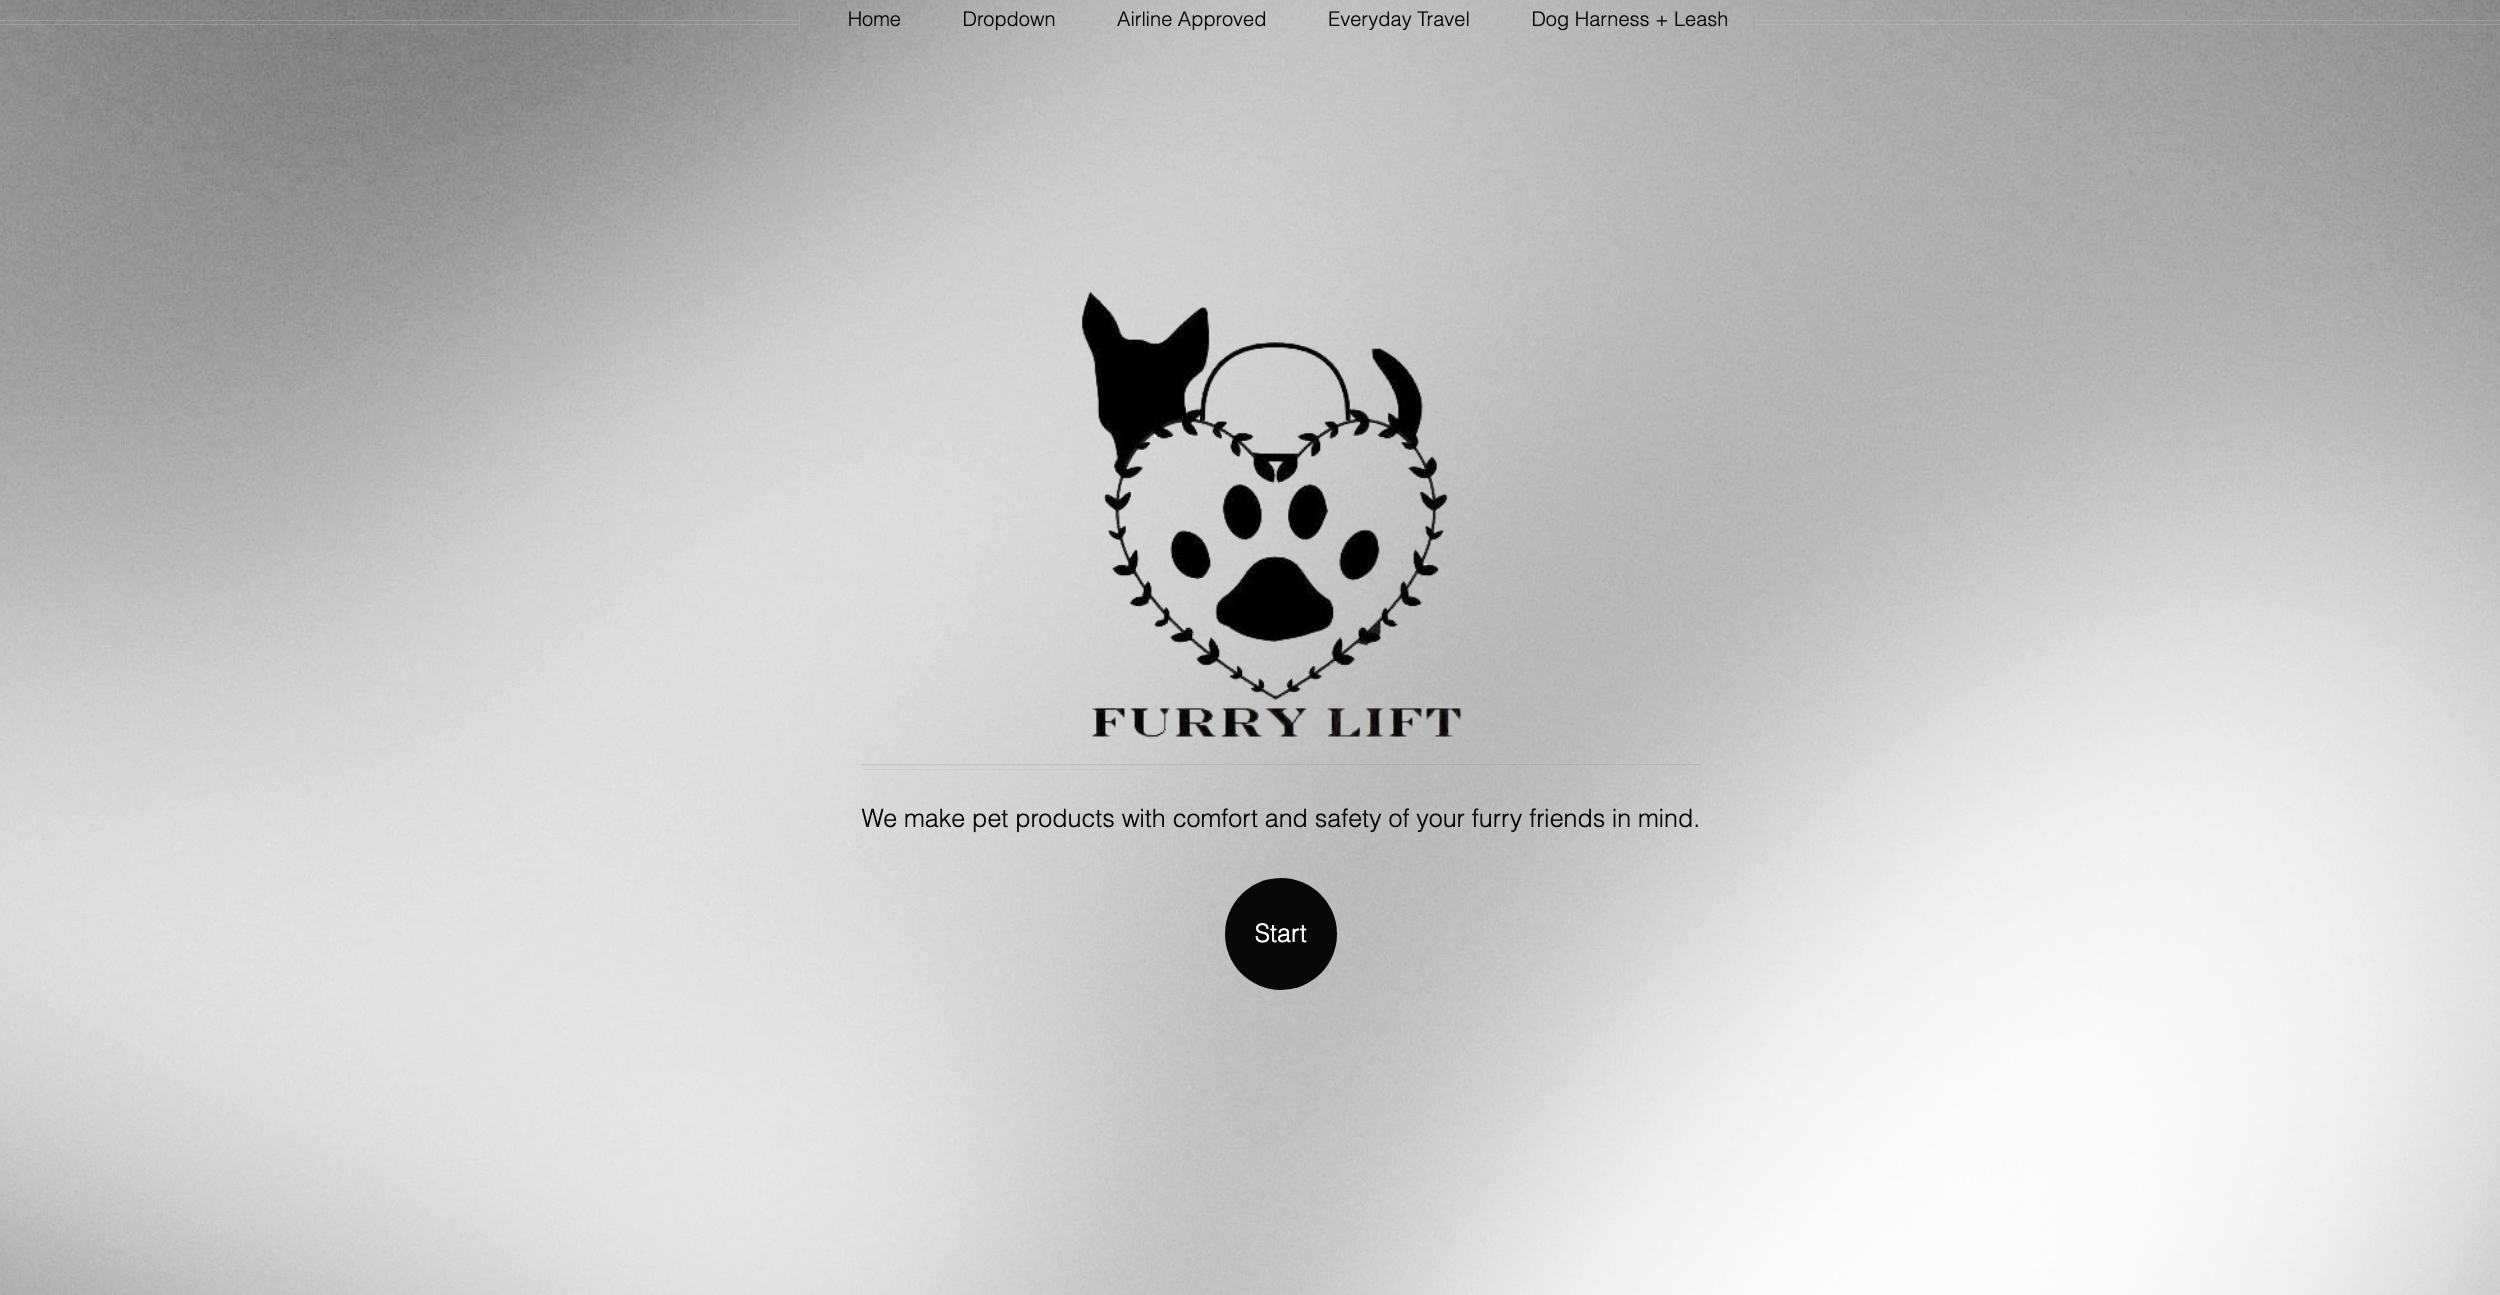 Home Dropdown Airline Approved Everyday Travel Dog Harness + Leash
FURRY LIFT
We make pet products with comfort and safety of your furry friends in mind.
Start